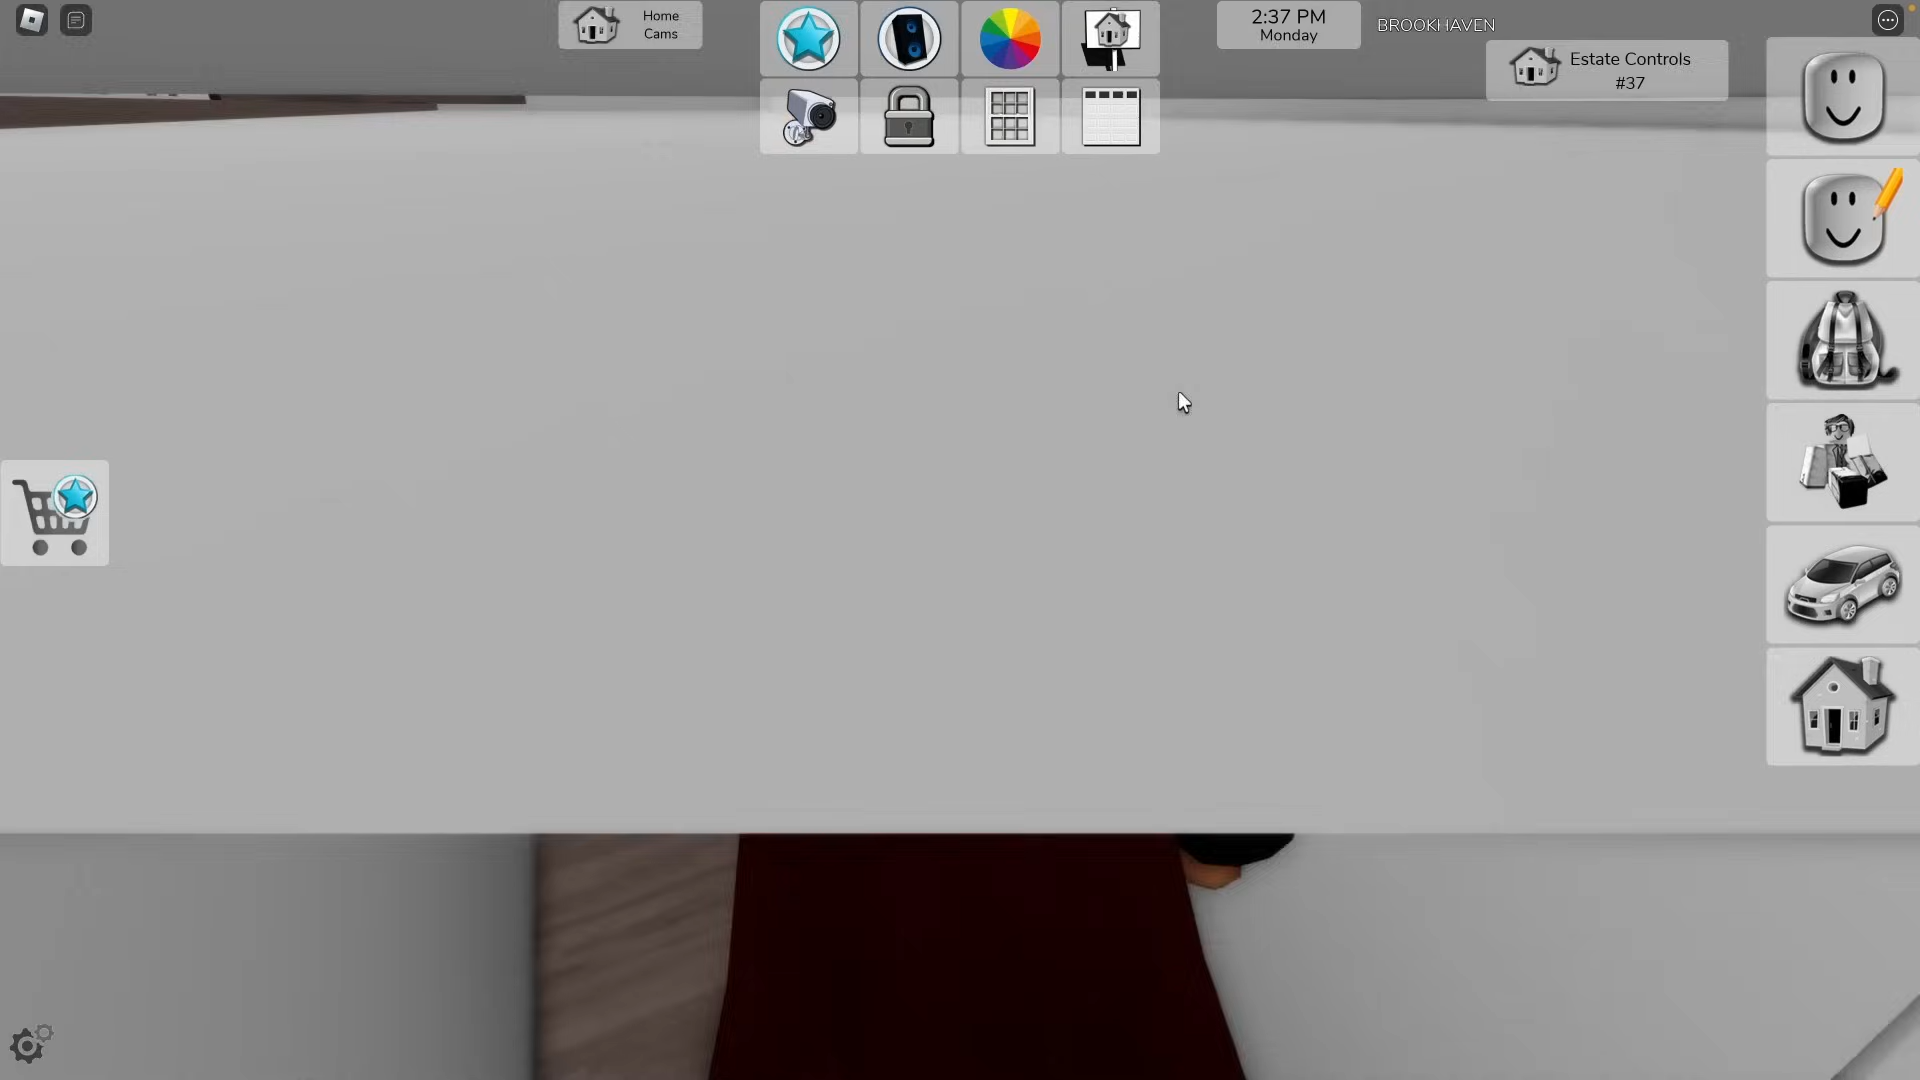 Home
Cams
2:37 PM
Monday
BROOKHAVEN
Estate Controls
#37